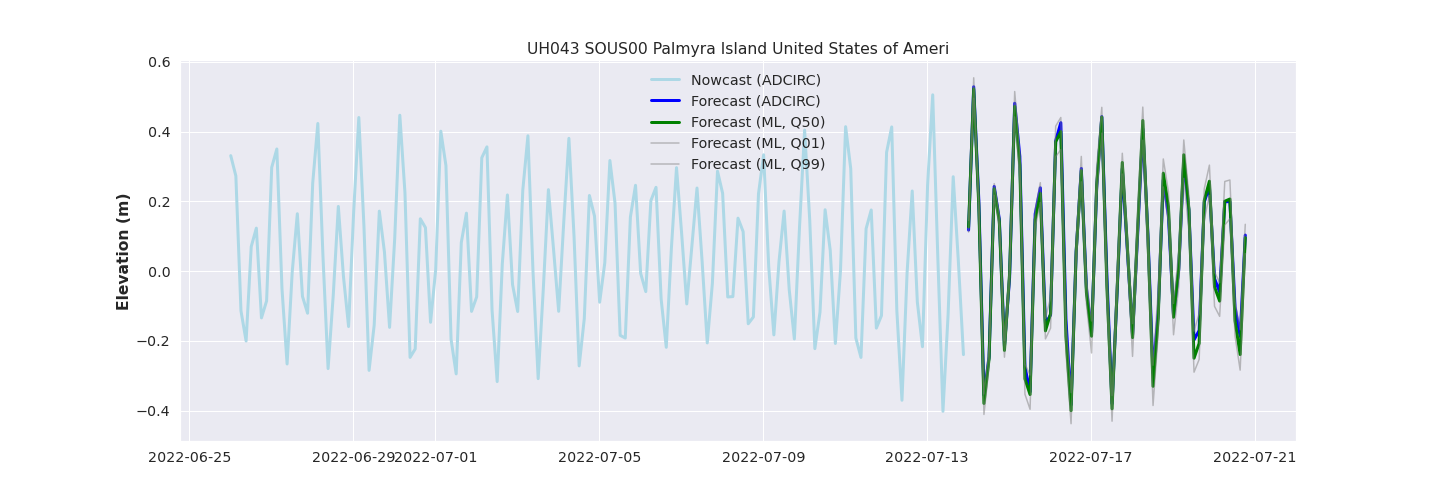 UH043 SOUS00 Palmyra Island United States of Ameri
Nowcast (ADCIRC)
Forecast (ADCIRC)
Forecast (ML, Q50)
Forecast (ML, Q01)
Forecast (ML, Q99)
Elevation (m)
0.6
0.4
0.2
0.0
−0.2
−0.4
2022-06-25 2022-06-29 2022-07-01 2022-07-05 2022-07-09 2022-07-13 2022-07-17 2022-07-21